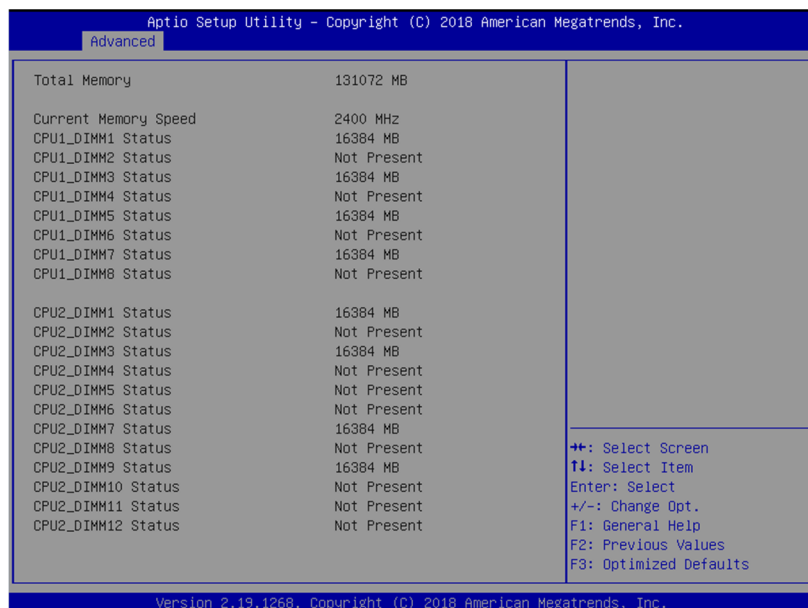 Aptio Setup Utility – Copyright (C) 2018 American Megatrends, Inc.
Advanced
Total Memory 131072 MB
Current Memory Speed 2400 MHz
CPU1_DIMM1 Status 16384 MB
CPU1_DIMM2 Status Not Present
CPU1_DIMM3 Status 16384 MB
CPU1_DIMM4 Status Not Present
CPU1_DIMM5 Status 16384 MB
CPU1_DIMM6 Status Not Present
CPU1_DIMM7 Status 16384 MB
CPU1_DIMM8 Status Not Present
CPU2_DIMM1 Status 16384 MB
CPU2_DIMM2 Status Not Present
CPU2_DIMM3 Status 16384 MB
CPU2_DIMM4 Status Not Present
CPU2_DIMM5 Status Not Present
CPU2_DIMM6 Status Not Present
CPU2_DIMM7 Status 16384 MB
CPU2_DIMM8 Status Not Present
CPU2_DIMM9 Status 16384 MB
CPU2_DIMM10 Status Not Present
CPU2_DIMM11 Status Not Present
CPU2_DIMM12 Status Not Present
→←: Select Screen
↑↓: Select Item
Enter: Select
+/-: Change Opt.
F1: General Help
F2: Previous Values
F3: Optimized Defaults
Version 2.19.1268. Copyright (C) 2018 American Megatrends, Inc.